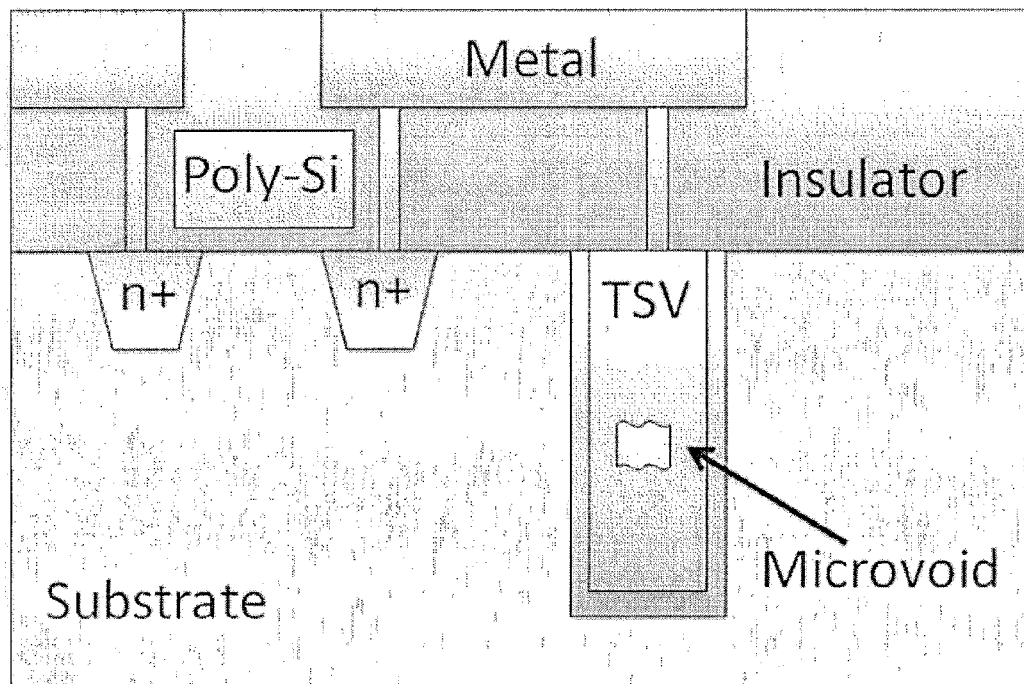 Metal
Poly-Si
Insulator
n+
n+
TSV
Microvoid
Substrate